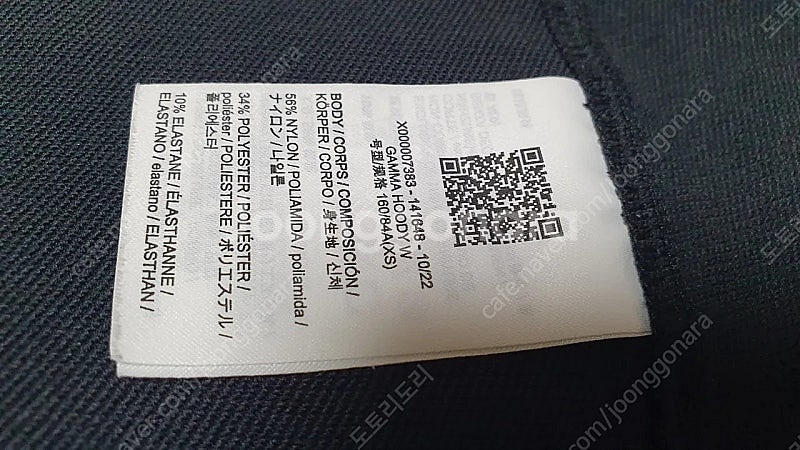 X000007383 - 141648 - 10/22
GAMMA HOODY W
号型/规格 160/84A(XS)
BODY / CORPS / COMPOSICIÓN /
KÖRPER / CORPO / 身生地 / 신체
56% NYLON / POLIAMIDA / poliamida /
ナイロン / 나일론
34% POLYESTER / POLIÉSTER /
poliéster / POLIESTERE / ポリエステル /
폴리에스터
10% ELASTANE / ÉLASTHANNE /
ELASTANO / elastano / ELASTHAN /
joonggonara
cafe.naver.com/joonggonara
도토리도리